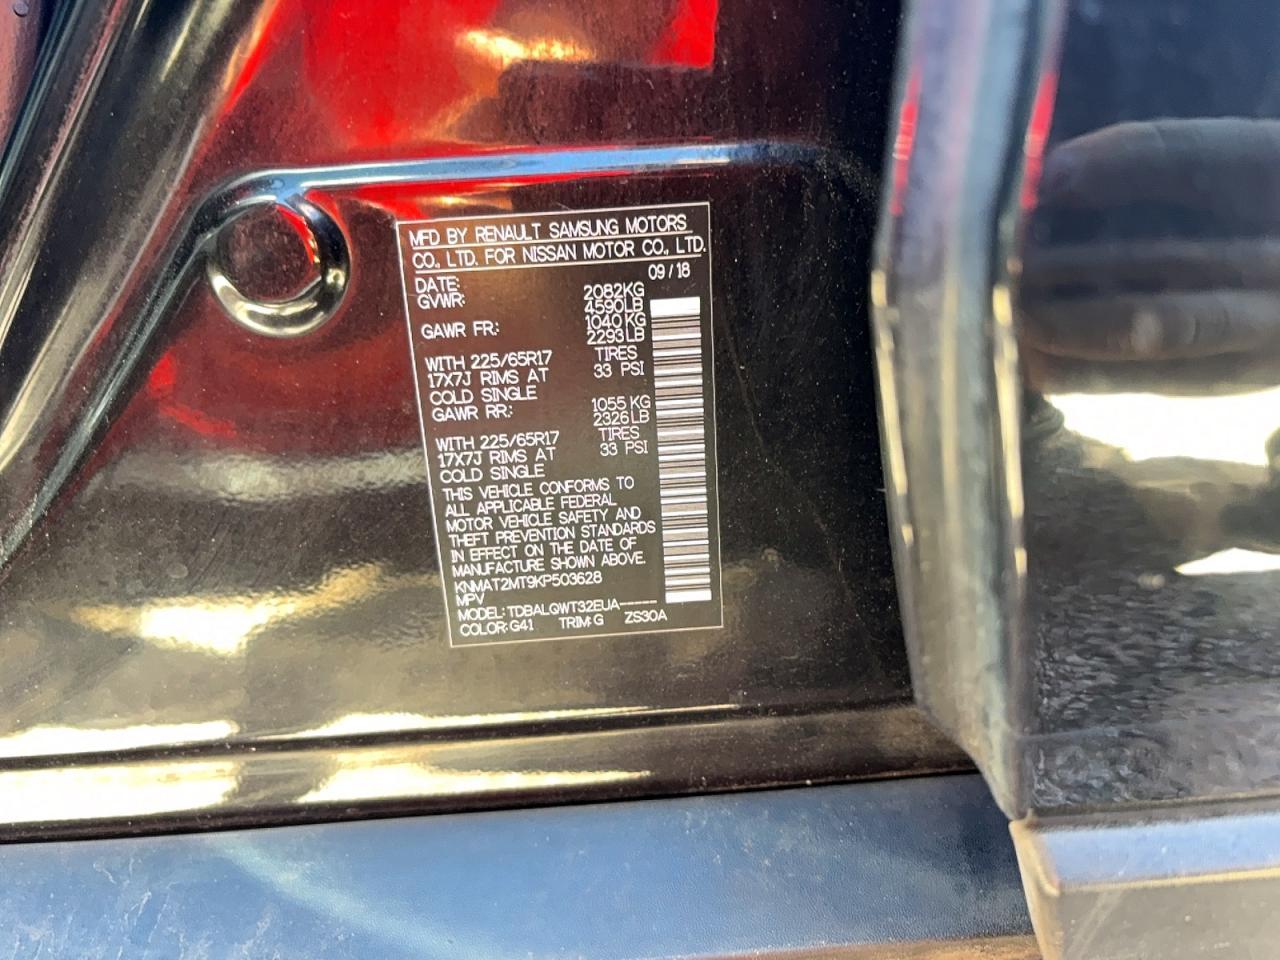 MFD BY RENAULT SAMSUNG MOTORS
CO., LTD. FOR NISSAN MOTOR CO., LTD.
DATE: 09/18
GVWR: 2082KG
4590LB
GAWR FR: 1040KG
2293LB
WITH 225/65R17 TIRES
17X7J RIMS AT 33 PSI
COLD SINGLE
GAWR RR: 1055KG
2326LB
WITH 225/65R17 TIRES
17X7J RIMS AT 33 PSI
COLD SINGLE
THIS VEHICLE CONFORMS TO
ALL APPLICABLE FEDERAL
MOTOR VEHICLE SAFETY AND
THEFT PREVENTION STANDARDS
IN EFFECT ON THE DATE OF
MANUFACTURE SHOWN ABOVE.
KNMAT2MT9KP503628
MPV
MODEL: TDBALQWT32EUA-----
COLOR: G41 TRIM: G ZS30A